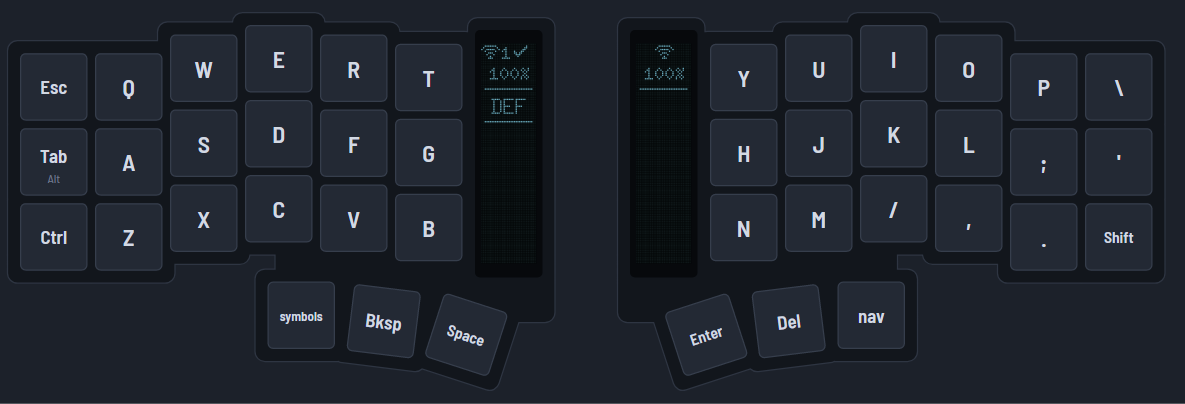 Esc Q W E R T 1✓ 100% DEF
Tab Alt A S D F G
Ctrl Z X C V B
symbols Bksp Space
100% Y U I O P \
H J K L ; '
N M / , . Shift
Enter Del nav